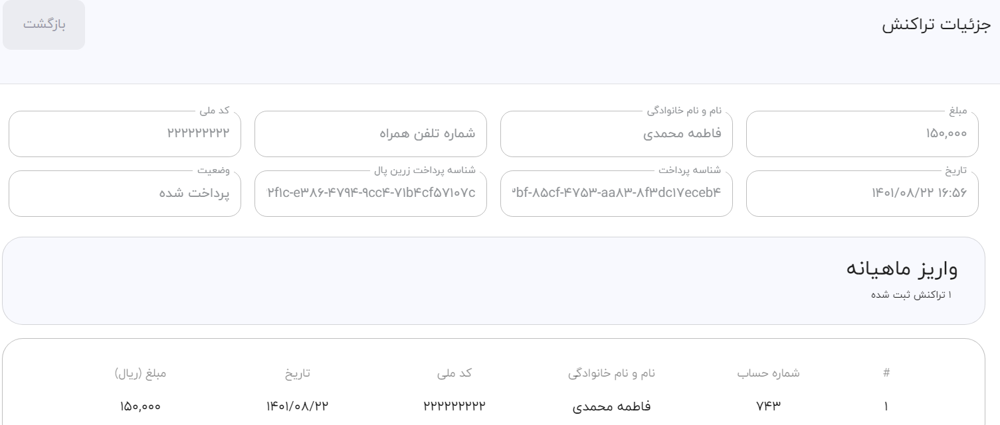 جزئیات تراکنش
بازگشت
مبلغ
۱۵۰,۰۰۰
نام و نام خانوادگی
فاطمه محمدی
کد ملی
۲۲۲۲۲۲۲۲۲
شماره تلفن همراه
تاریخ
۱۴۰۱/۰۸/۲۲ ۱۶:۵۶
شناسه پرداخت
bf-۸۵cf-۴۷۵۳-aa۸۳-۸f۳dc۱۷eceb۴
شناسه پرداخت زرین پال
۲f۱c-e۳۸۶-۴۷۹۴-۹cc۴-۷۱b۴cf۵۷۱۰۷c
وضعیت
پرداخت شده
واریز ماهیانه
۱ تراکنش ثبت شده
# شماره حساب نام و نام خانوادگی کد ملی تاریخ مبلغ (ریال)
۱ ۷۴۳ فاطمه محمدی ۲۲۲۲۲۲۲۲۲ ۱۴۰۱/۰۸/۲۲ ۱۵۰,۰۰۰